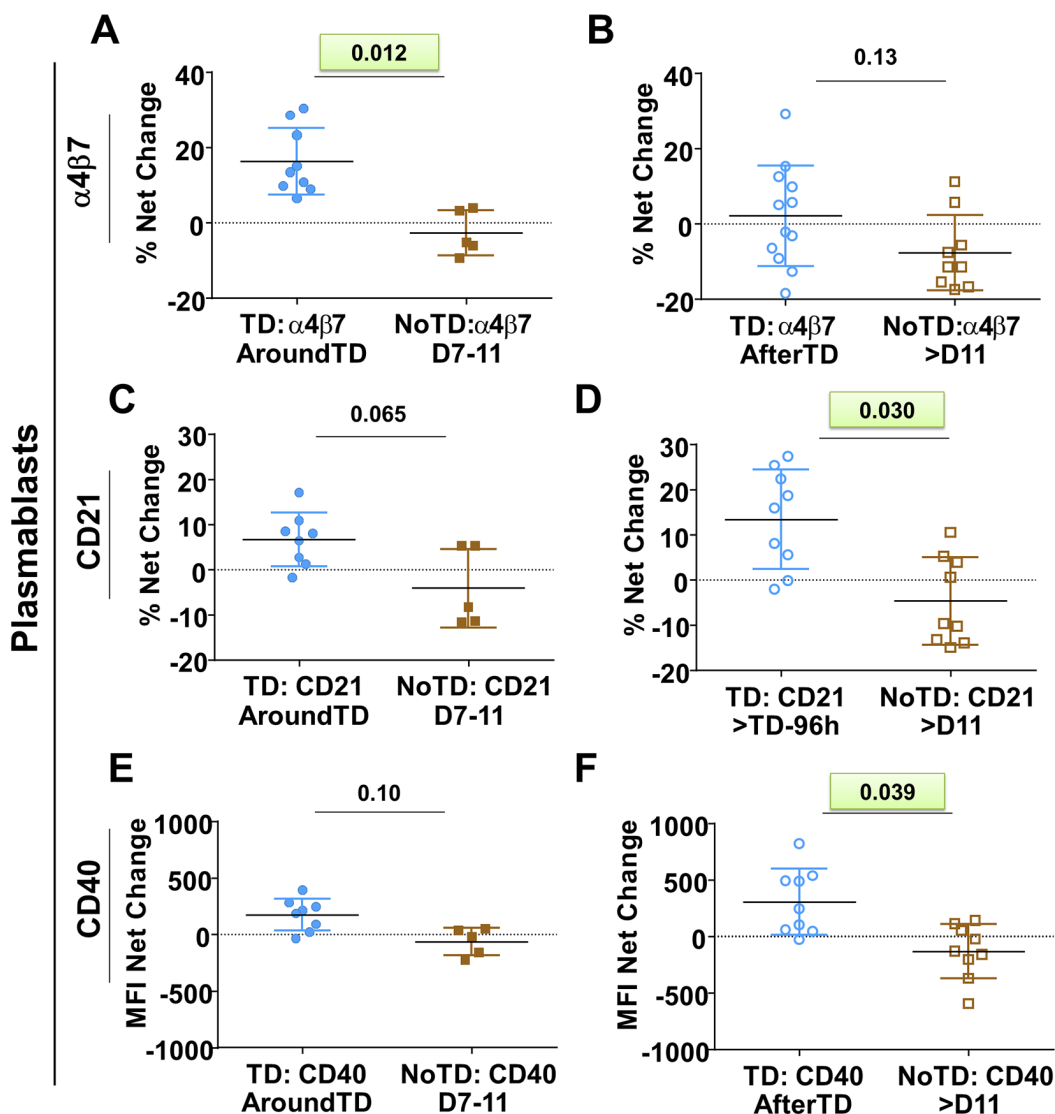 Plasmablasts
α4β7
A
0.012
% Net Change
40
20
0
-20
TD: α4β7
AroundTD
NoTD:α4β7
D7-11
B
0.13
% Net Change
40
20
0
-20
TD: α4β7
AfterTD
NoTD:α4β7
>D11
CD21
C
0.065
% Net Change
30
20
10
0
-10
-20
TD: CD21
AroundTD
NoTD: CD21
D7-11
D
0.030
% Net Change
30
20
10
0
-10
-20
TD: CD21
>TD-96h
NoTD: CD21
>D11
CD40
E
0.10
MFI Net Change
1000
500
0
-500
-1000
TD: CD40
AroundTD
NoTD: CD40
D7-11
F
0.039
MFI Net Change
1000
500
0
-500
-1000
TD: CD40
AfterTD
NoTD: CD40
>D11